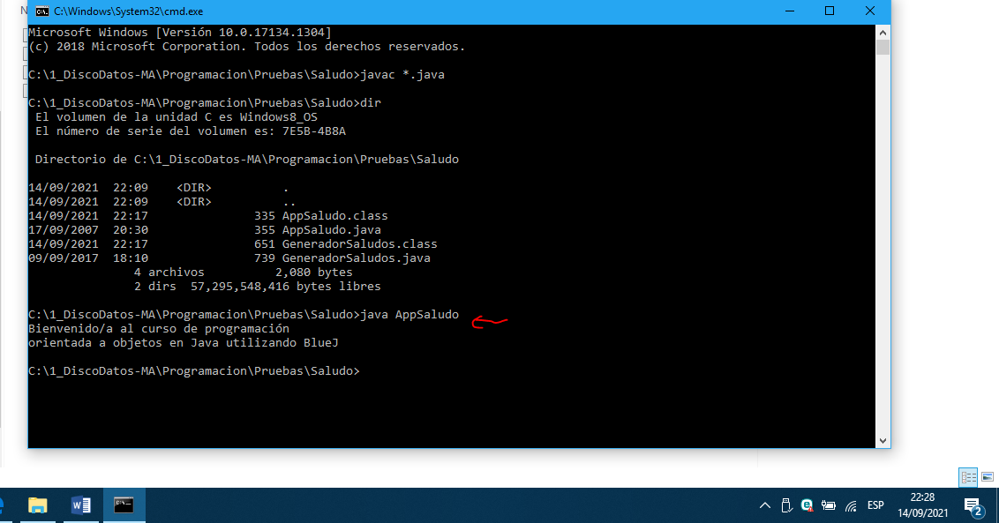 N
C:\Windows\System32\cmd.exe
Microsoft Windows [Versión 10.0.17134.1304]
(c) 2018 Microsoft Corporation. Todos los derechos reservados.
C:\1_DiscoDatos-MA\Programacion\Pruebas\Saludo>javac *.java
C:\1_DiscoDatos-MA\Programacion\Pruebas\Saludo>dir
El volumen de la unidad C es Windows8_OS
El número de serie del volumen es: 7E5B-4B8A
Directorio de C:\1_DiscoDatos-MA\Programacion\Pruebas\Saludo
14/09/2021  22:09    <DIR>          .
14/09/2021  22:09    <DIR>          ..
14/09/2021  22:17               335 AppSaludo.class
17/09/2007  20:30               355 AppSaludo.java
14/09/2021  22:17               651 GeneradorSaludos.class
09/09/2017  18:10               739 GeneradorSaludos.java
4 archivos          2,080 bytes
2 dirs  57,295,548,416 bytes libres
C:\1_DiscoDatos-MA\Programacion\Pruebas\Saludo>java AppSaludo
Bienvenido/a al curso de programación
orientada a objetos en Java utilizando BlueJ
C:\1_DiscoDatos-MA\Programacion\Pruebas\Saludo>
ESP
22:28
14/09/2021
2